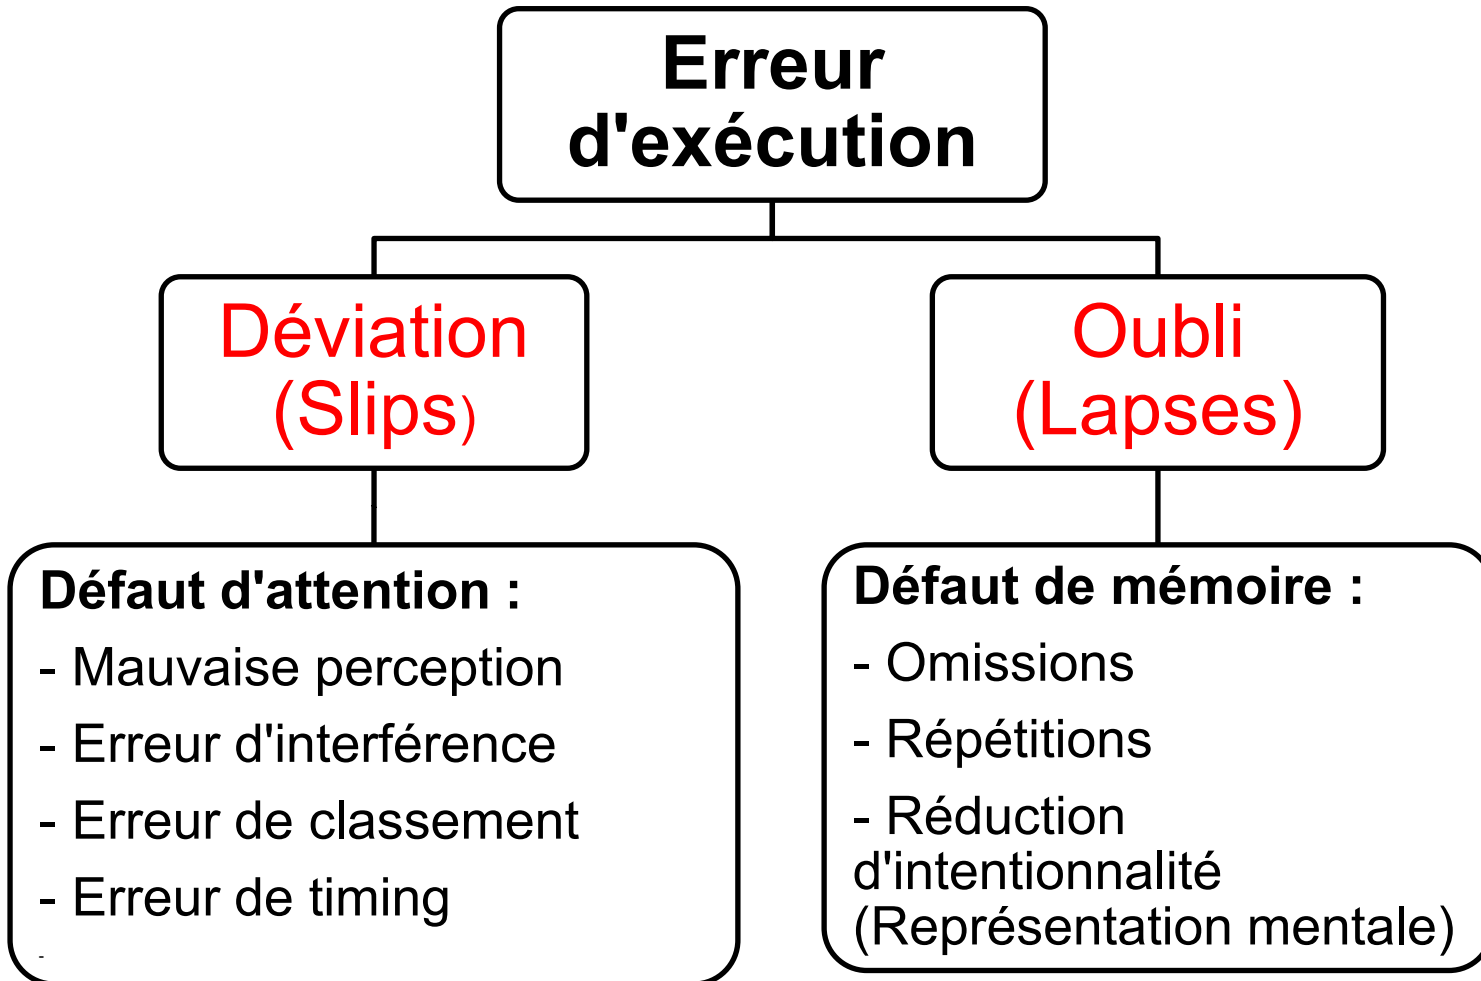 Erreur
d'exécution
Déviation
(Slips)
Oubli
(Lapses)
Défaut d'attention :
- Mauvaise perception
- Erreur d'interférence
- Erreur de classement
- Erreur de timing
-
Défaut de mémoire :
- Omissions
- Répétitions
- Réduction
d'intentionnalité
(Représentation mentale)